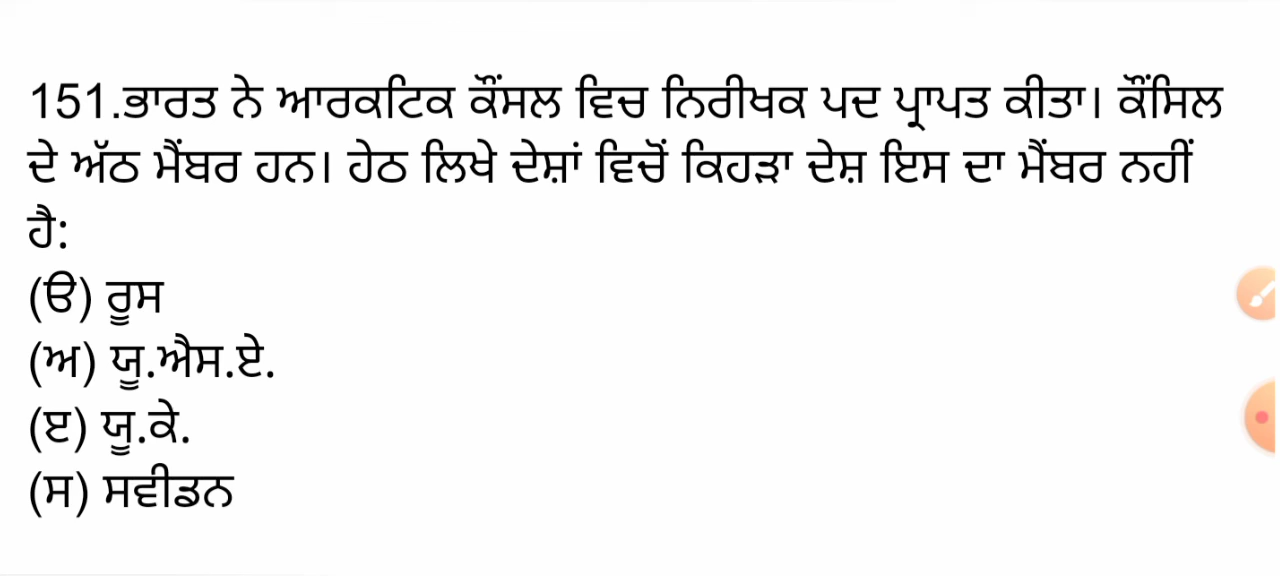 151.ਭਾਰਤ ਨੇ ਆਰਕਟਿਕ ਕੌਂਸਲ ਵਿਚ ਨਿਰੀਖਕ ਪਦ ਪ੍ਰਾਪਤ ਕੀਤਾ। ਕੌਂਸਿਲ
ਦੇ ਅੱਠ ਮੈਂਬਰ ਹਨ। ਹੇਠ ਲਿਖੇ ਦੇਸ਼ਾਂ ਵਿਚੋਂ ਕਿਹੜਾ ਦੇਸ਼ ਇਸ ਦਾ ਮੈਂਬਰ ਨਹੀਂ
ਹੈ:
(ੳ) ਰੂਸ
(ਅ) ਯੂ.ਐਸ.ਏ.
(ੲ) ਯੂ.ਕੇ.
(ਸ) ਸਵੀਡਨ